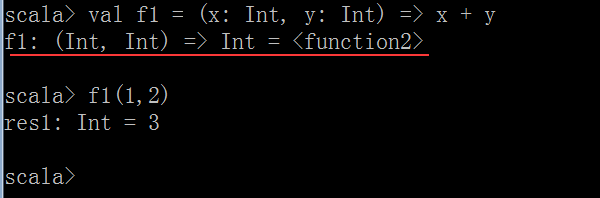 scala> val f1 = (x: Int, y: Int) => x + y
f1: (Int, Int) => Int = <function2>
scala> f1(1,2)
res1: Int = 3
scala>